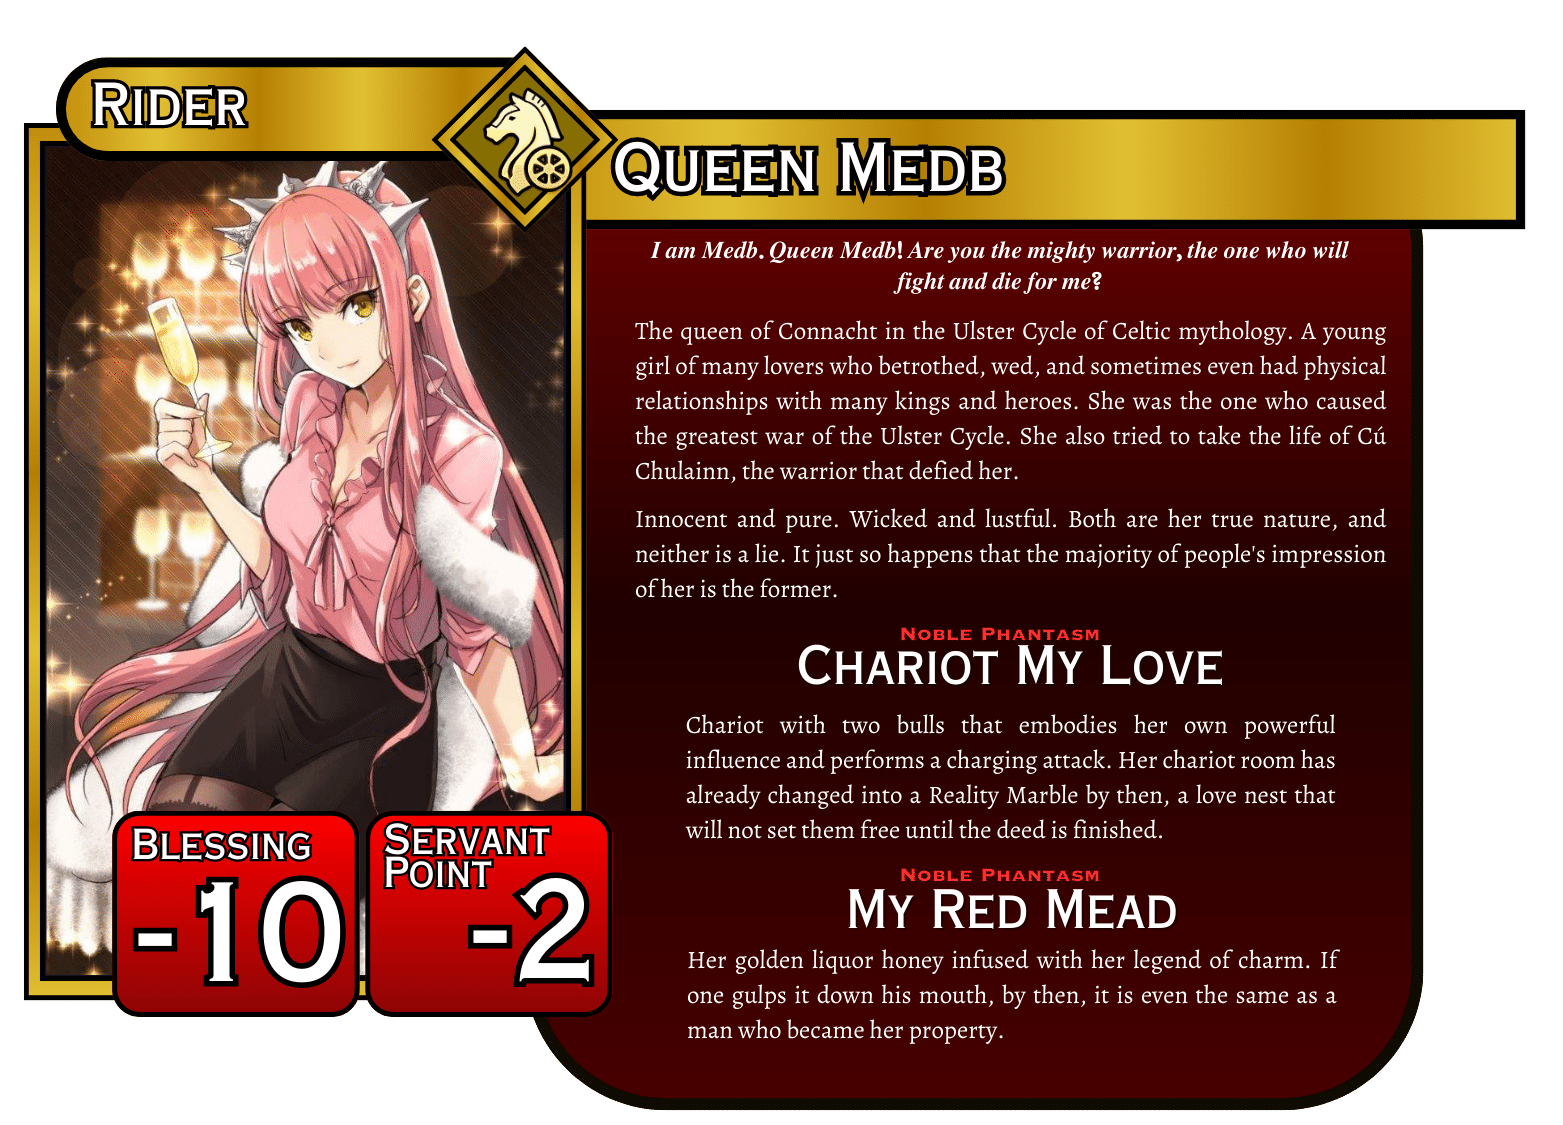 RIDER
QUEEN MEDB
I am Medb. Queen Medb! Are you the mighty warrior, the one who will
fight and die for me?
The queen of Connacht in the Ulster Cycle of Celtic mythology. A young
girl of many lovers who betrothed, wed, and sometimes even had physical
relationships with many kings and heroes. She was the one who caused
the greatest war of the Ulster Cycle. She also tried to take the life of Cú
Chulainn, the warrior that defied her.
Innocent and pure. Wicked and lustful. Both are her true nature, and
neither is a lie. It just so happens that the majority of people's impression
of her is the former.
NOBLE PHANTASM
CHARIOT MY LOVE
Chariot with two bulls that embodies her own powerful
influence and performs a charging attack. Her chariot room has
already changed into a Reality Marble by then, a love nest that
will not set them free until the deed is finished.
NOBLE PHANTASM
MY RED MEAD
Her golden liquor honey infused with her legend of charm. If
one gulps it down his mouth, by then, it is even the same as a
man who became her property.
BLESSING
-10
SERVANT
POINT
-2